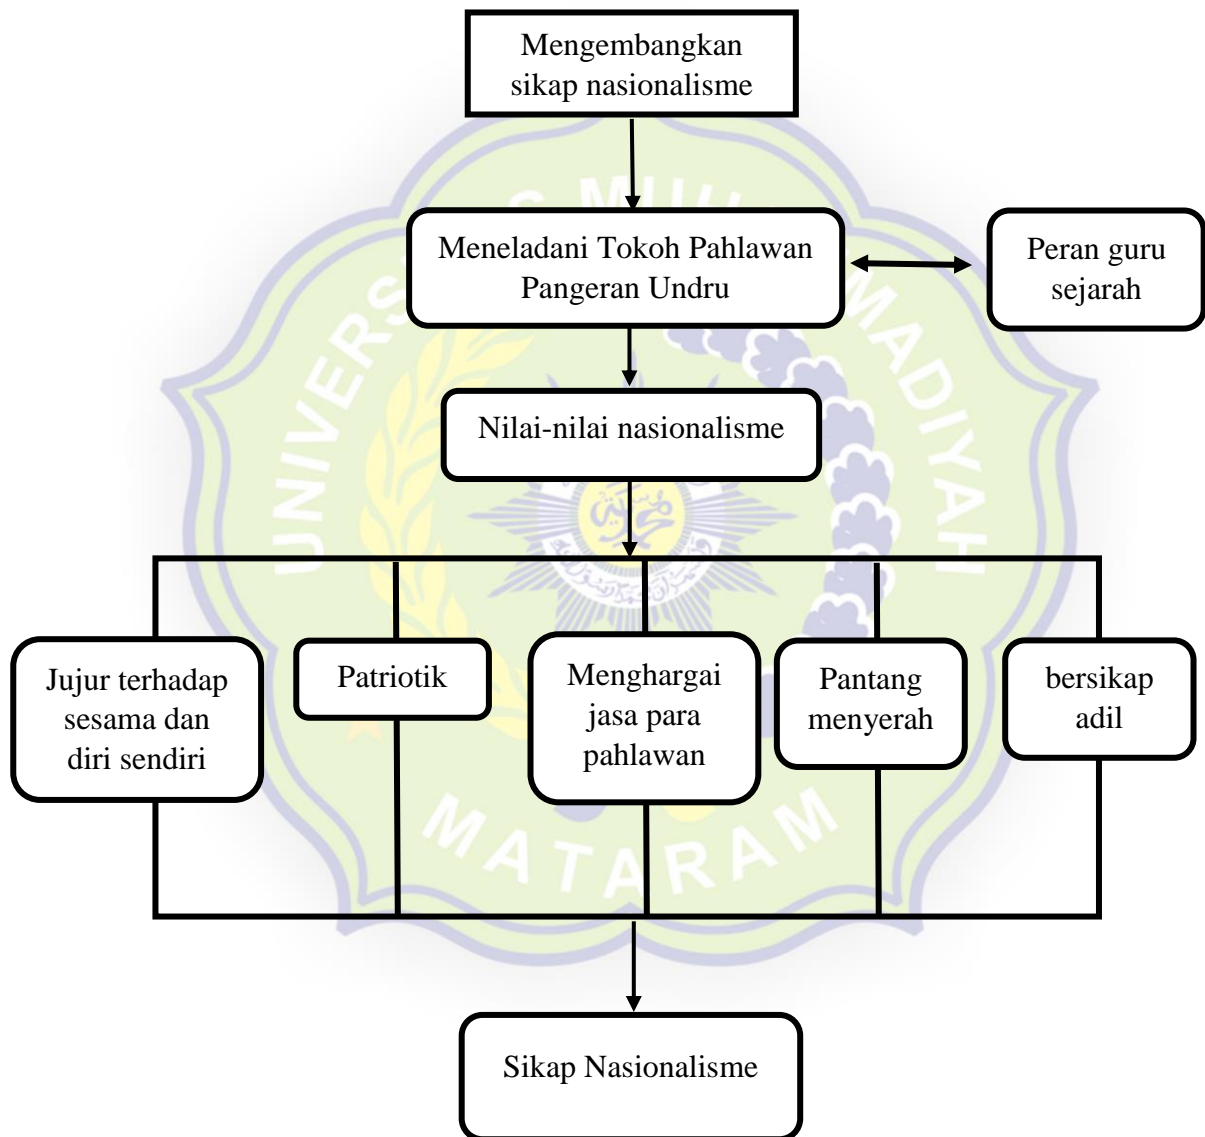 Mengembangkan
sikap nasionalisme
Meneladani Tokoh Pahlawan
Pangeran Undru
Peran guru
sejarah
Nilai-nilai nasionalisme
Jujur terhadap
sesama dan
diri sendiri
Patriotik
Menghargai
jasa para
pahlawan
Pantang
menyerah
bersikap
adil
Sikap Nasionalisme
MATARAM